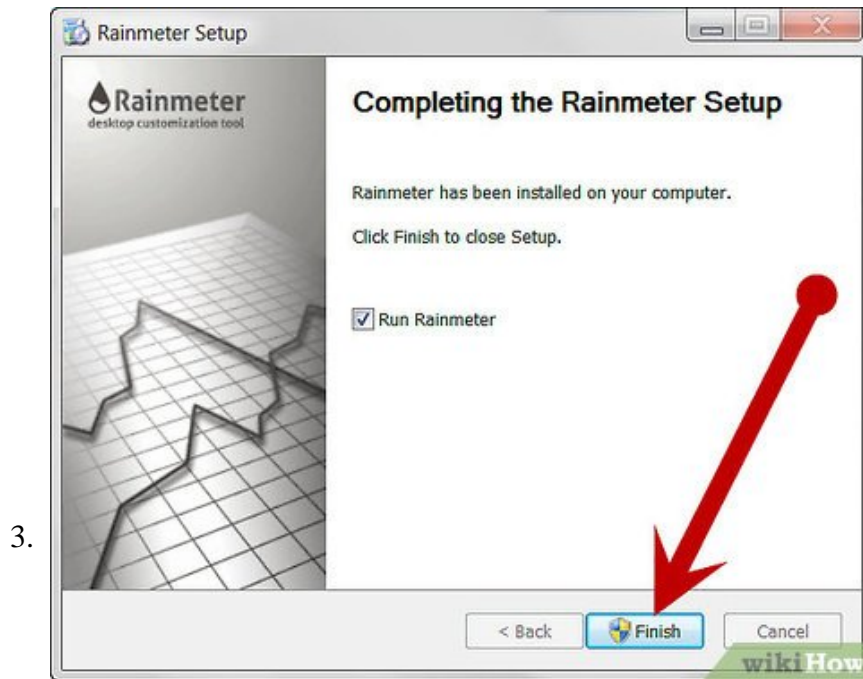 Rainmeter Setup
Rainmeter
desktop customization tool
Completing the Rainmeter Setup
Rainmeter has been installed on your computer.
Click Finish to close Setup.
Run Rainmeter
3.
< Back Finish Cancel
wikiHow